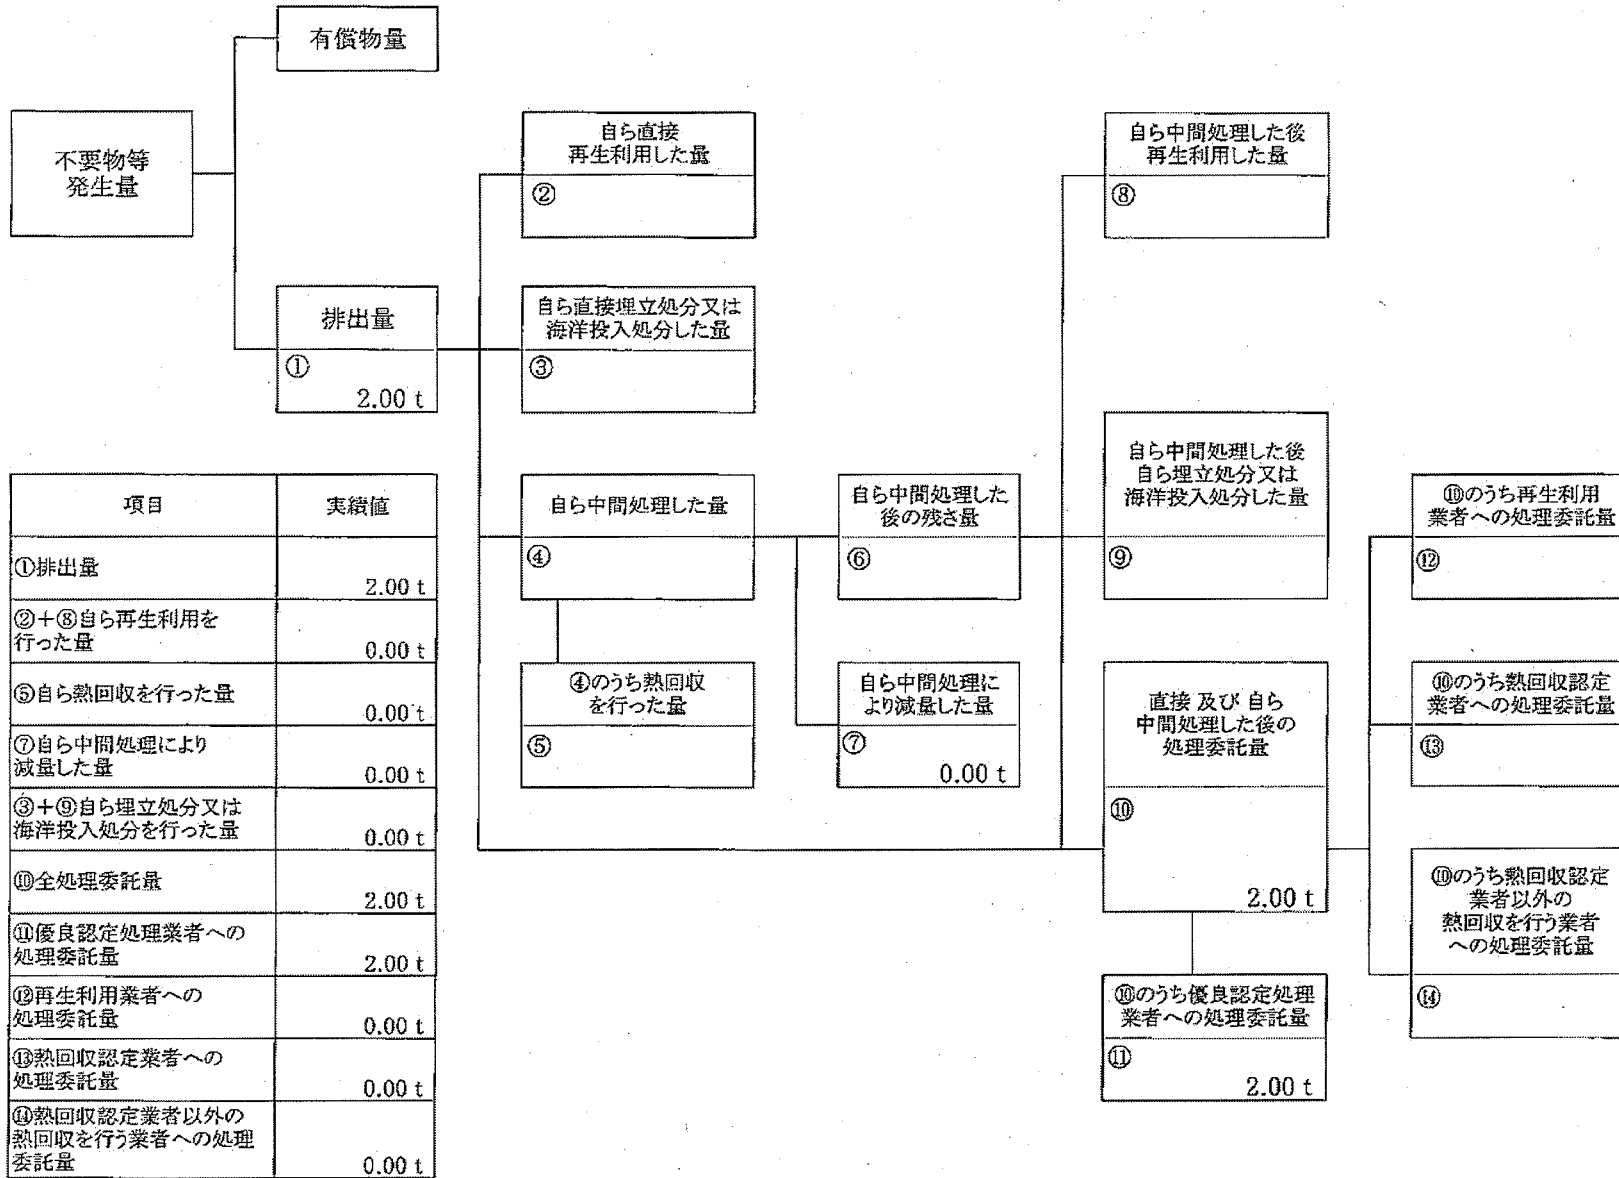 有償物量
不要物等
発生量
排出量
①
2.00 t
自ら直接
再生利用した量
②
自ら直接埋立処分又は
海洋投入処分した量
③
自ら中間処理した量
④
④のうち熱回収
を行った量
⑤
自ら中間処理した
後の残さ量
⑥
自ら中間処理に
より減量した量
⑦
0.00 t
自ら中間処理した後
再生利用した量
⑧
自ら中間処理した後
自ら埋立処分又は
海洋投入処分した量
⑨
直接 及び 自ら
中間処理した後の
処理委託量
⑩
2.00 t
⑩のうち優良認定処理
業者への処理委託量
⑪
2.00 t
⑩のうち再生利用
業者への処理委託量
⑫
⑩のうち熱回収認定
業者への処理委託量
⑬
⑩のうち熱回収認定
業者以外の
熱回収を行う業者
への処理委託量
⑭
項目 実績値
①排出量
2.00 t
②+⑧自ら再生利用を
行った量
0.00 t
⑤自ら熱回収を行った量
0.00 t
⑦自ら中間処理により
減量した量
0.00 t
③+⑨自ら埋立処分又は
海洋投入処分を行った量
0.00 t
⑩全処理委託量
2.00 t
⑪優良認定処理業者への
処理委託量
2.00 t
⑫再生利用業者への
処理委託量
0.00 t
⑬熱回収認定業者への
処理委託量
0.00 t
⑭熱回収認定業者以外の
熱回収を行う業者への処理
委託量
0.00 t